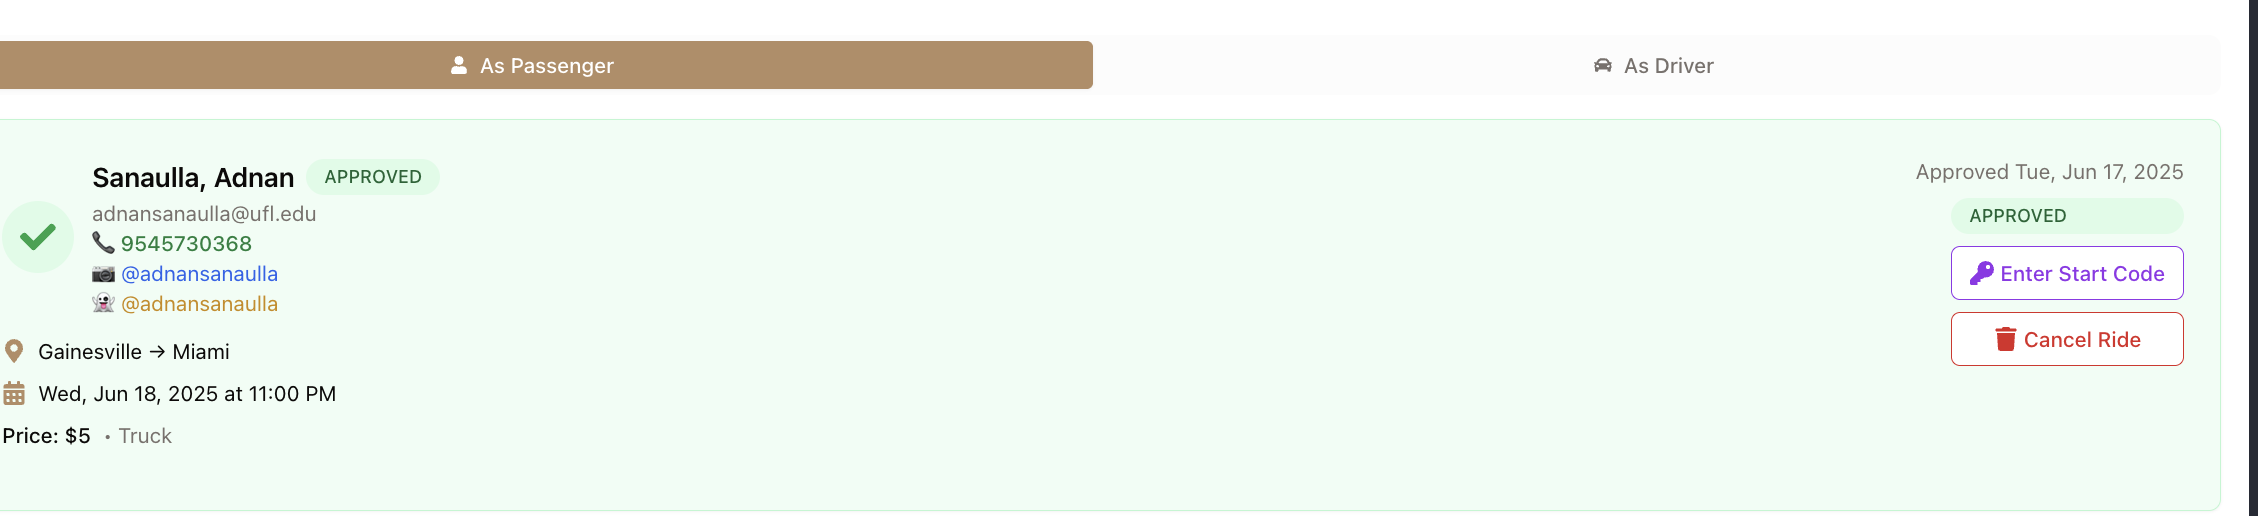 As Passenger
As Driver
Sanaulla, Adnan APPROVED
adnansanaulla@ufl.edu
9545730368
@adnansanaulla
@adnansanaulla
Gainesville → Miami
Wed, Jun 18, 2025 at 11:00 PM
Price: $5 • Truck
Approved Tue, Jun 17, 2025
APPROVED
Enter Start Code
Cancel Ride